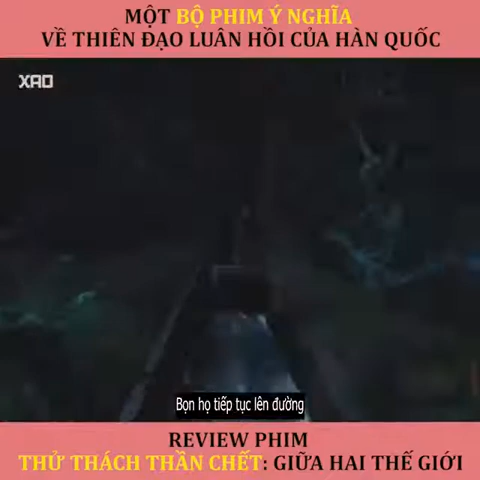 MỘT BỘ PHIM Ý NGHĨA
VỀ THIÊN ĐẠO LUÂN HỒI CỦA HÀN QUỐC
XAO
Bọn họ tiếp tục lên đường
REVIEW PHIM
THỬ THÁCH THẦN CHẾT: GIỮA HAI THẾ GIỚI